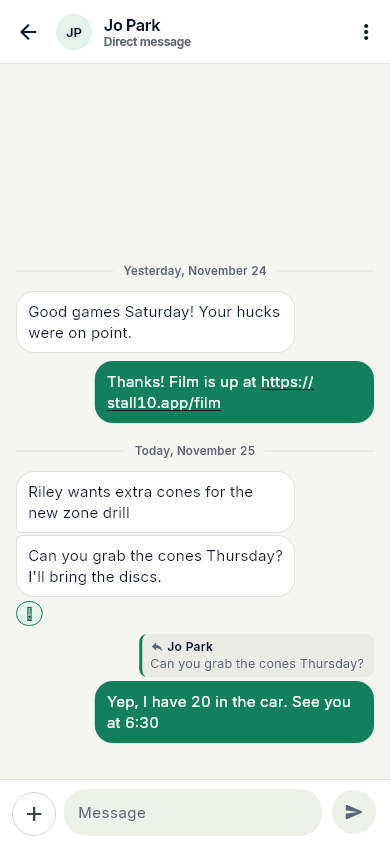 JP
Jo Park
Direct message
Yesterday, November 24
Good games Saturday! Your hucks
were on point.
Thanks! Film is up at https://
stall10.app/film
Today, November 25
Riley wants extra cones for the
new zone drill
Can you grab the cones Thursday?
I'll bring the discs.
Jo Park
Can you grab the cones Thursday?
Yep, I have 20 in the car. See you
at 6:30
Message